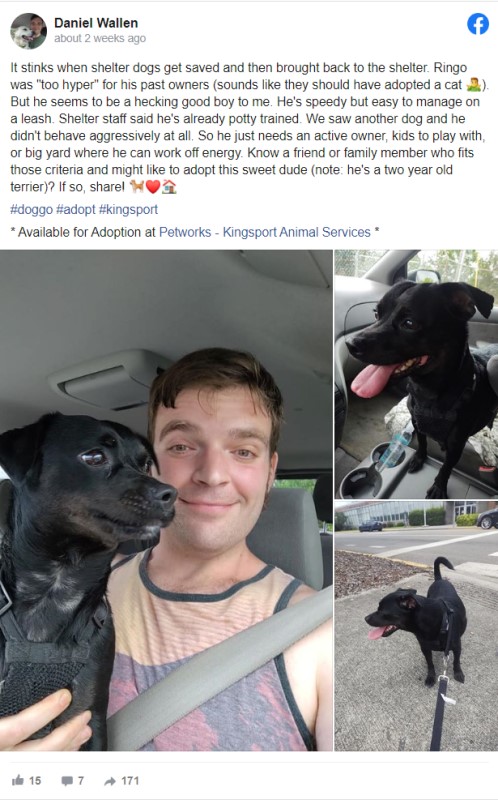 Daniel Wallen
about 2 weeks ago
It stinks when shelter dogs get saved and then brought back to the shelter. Ringo
was "too hyper" for his past owners (sounds like they should have adopted a cat 🤷‍♂️).
But he seems to be a hecking good boy to me. He's speedy but easy to manage on
a leash. Shelter staff said he's already potty trained. We saw another dog and he
didn't behave aggressively at all. So he just needs an active owner, kids to play with,
or big yard where he can work off energy. Know a friend or family member who fits
those criteria and might like to adopt this sweet dude (note: he's a two year old
terrier)? If so, share! 🐕❤️🏠
#doggo #adopt #kingsport
* Available for Adoption at Petworks - Kingsport Animal Services *
15 7 171